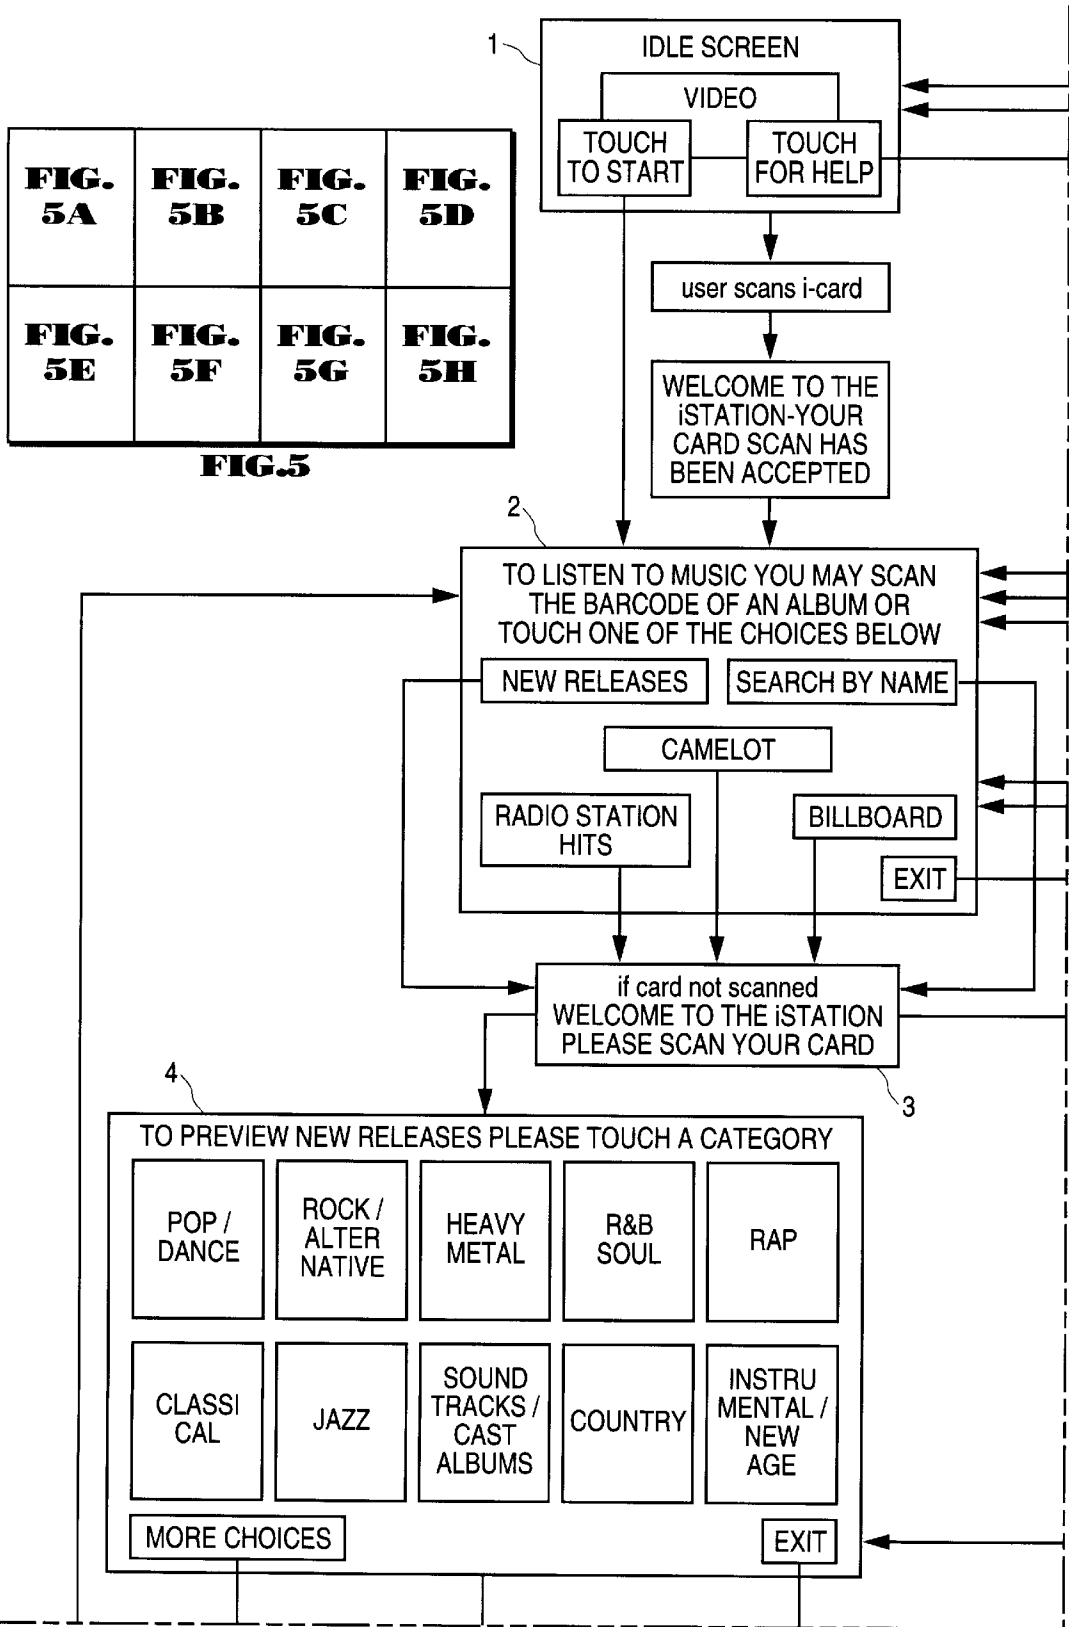 1
IDLE SCREEN
VIDEO
TOUCH
TO START
TOUCH
FOR HELP
FIG.
5A
FIG.
5B
FIG.
5C
FIG.
5D
FIG.
5E
FIG.
5F
FIG.
5G
FIG.
5H
FIG.5
user scans i-card
WELCOME TO THE
iSTATION-YOUR
CARD SCAN HAS
BEEN ACCEPTED
2
TO LISTEN TO MUSIC YOU MAY SCAN
THE BARCODE OF AN ALBUM OR
TOUCH ONE OF THE CHOICES BELOW
NEW RELEASES
SEARCH BY NAME
CAMELOT
RADIO STATION
HITS
BILLBOARD
EXIT
if card not scanned
WELCOME TO THE iSTATION
PLEASE SCAN YOUR CARD
3
4
TO PREVIEW NEW RELEASES PLEASE TOUCH A CATEGORY
POP /
DANCE
ROCK /
ALTER
NATIVE
HEAVY
METAL
R&B
SOUL
RAP
CLASSI
CAL
JAZZ
SOUND
TRACKS /
CAST
ALBUMS
COUNTRY
INSTRU
MENTAL /
NEW
AGE
MORE CHOICES
EXIT